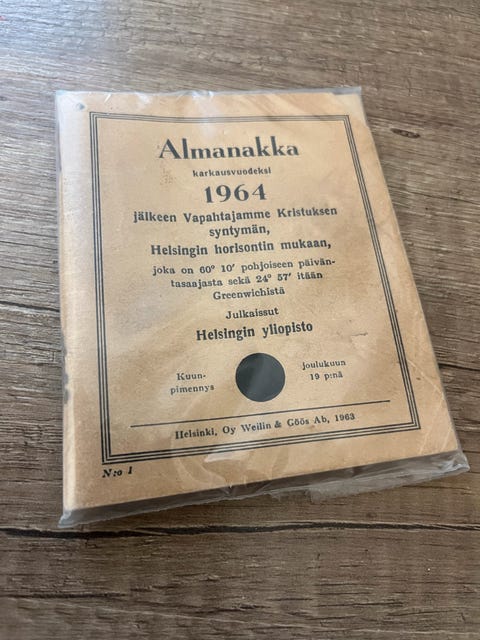 Almanakka
karkausvuodeksi
1964
jälkeen Vapahtajamme Kristuksen
syntymän,
Helsingin horisontin mukaan,
joka on 60° 10′ pohjoiseen päivän-
tasaajasta sekä 24° 57′ itään
Greenwichistä
Julkaissut
Helsingin yliopisto
Kuun-
pimennys
joulukuun
19 p:nä
Helsinki, Oy Weilin & Göös Ab, 1963
N:o 1